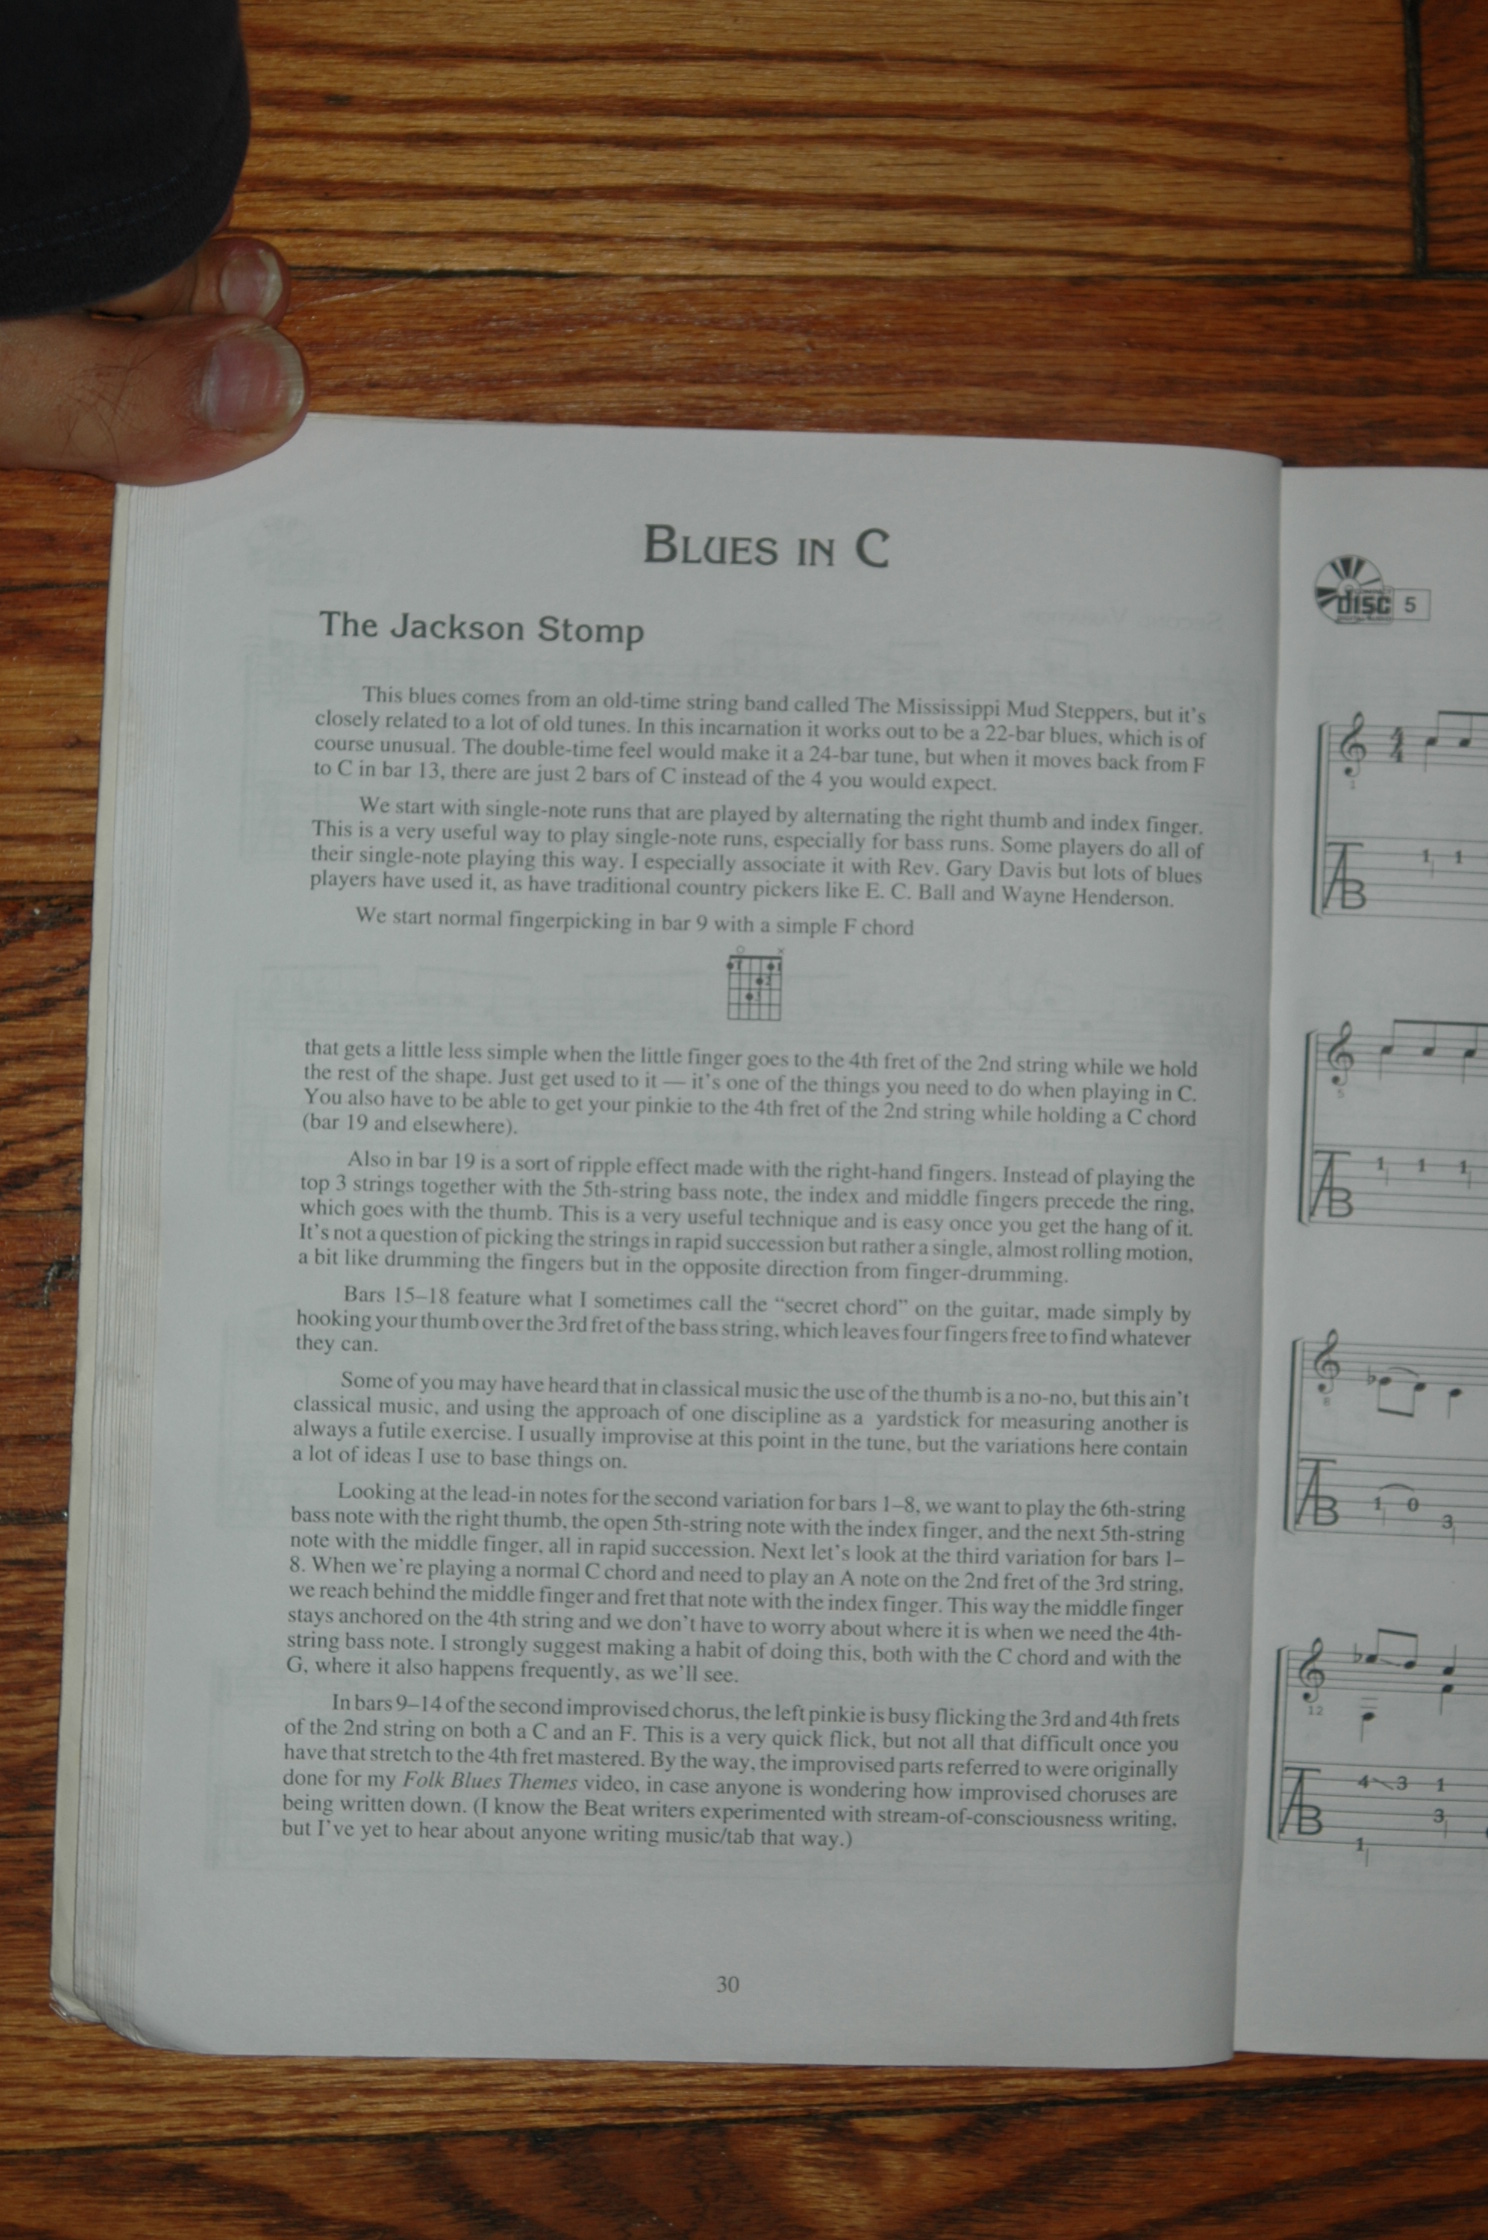 BLUES IN C
The Jackson Stomp
This blues comes from an old-time string band called The Mississippi Mud Steppers, but it's
closely related to a lot of old tunes. In this incarnation it works out to be a 22-bar blues, which is of
course unusual. The double-time feel would make it a 24-bar tune, but when it moves back from F
to C in bar 13, there are just 2 bars of C instead of the 4 you would expect.
We start with single-note runs that are played by alternating the right thumb and index finger.
This is a very useful way to play single-note runs, especially for bass runs. Some players do all of
their single-note playing this way. I especially associate it with Rev. Gary Davis but lots of blues
players have used it, as have traditional country pickers like E. C. Ball and Wayne Henderson.
We start normal fingerpicking in bar 9 with a simple F chord
that gets a little less simple when the little finger goes to the 4th fret of the 2nd string while we hold
the rest of the shape. Just get used to it — it's one of the things you need to do when playing in C.
You also have to be able to get your pinkie to the 4th fret of the 2nd string while holding a C chord
(bar 19 and elsewhere).
Also in bar 19 is a sort of ripple effect made with the right-hand fingers. Instead of playing the
top 3 strings together with the 5th-string bass note, the index and middle fingers precede the ring,
which goes with the thumb. This is a very useful technique and is easy once you get the hang of it.
It's not a question of picking the strings in rapid succession but rather a single, almost rolling motion,
a bit like drumming the fingers but in the opposite direction from finger-drumming.
Bars 15–18 feature what I sometimes call the “secret chord” on the guitar, made simply by
hooking your thumb over the 3rd fret of the bass string, which leaves four fingers free to find whatever
they can.
Some of you may have heard that in classical music the use of the thumb is a no-no, but this ain't
classical music, and using the approach of one discipline as a yardstick for measuring another is
always a futile exercise. I usually improvise at this point in the tune, but the variations here contain
a lot of ideas I use to base things on.
Looking at the lead-in notes for the second variation for bars 1–8, we want to play the 6th-string
bass note with the right thumb, the open 5th-string note with the index finger, and the next 5th-string
note with the middle finger, all in rapid succession. Next let's look at the third variation for bars 1–
8. When we're playing a normal C chord and need to play an A note on the 2nd fret of the 3rd string,
we reach behind the middle finger and fret that note with the index finger. This way the middle finger
stays anchored on the 4th string and we don't have to worry about where it is when we need the 4th-
string bass note. I strongly suggest making a habit of doing this, both with the C chord and with the
G, where it also happens frequently, as we'll see.
In bars 9–14 of the second improvised chorus, the left pinkie is busy flicking the 3rd and 4th frets
of the 2nd string on both a C and an F. This is a very quick flick, but not all that difficult once you
have that stretch to the 4th fret mastered. By the way, the improvised parts referred to were originally
done for my Folk Blues Themes video, in case anyone is wondering how improvised choruses are
being written down. (I know the Beat writers experimented with stream-of-consciousness writing,
but I've yet to hear about anyone writing music/tab that way.)
30
disc 5
4 4
1
TAB 1 1
5
TAB 1 1 1
8
TAB 1 0 3
12
TAB 4 3 1
3
1